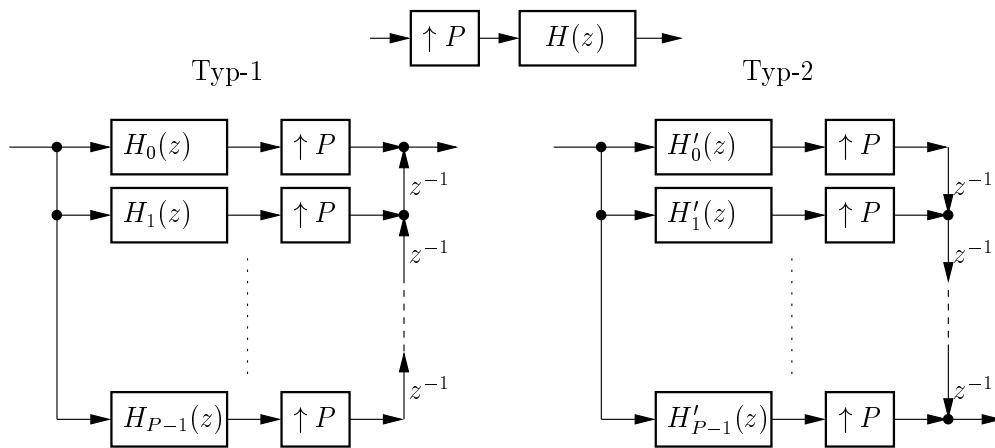 ↑ P
H(z)
Typ-1
Typ-2
H_0(z)
↑ P
H_1(z)
↑ P
z^{-1}
z^{-1}
H_{P-1}(z)
↑ P
z^{-1}
H'_0(z)
↑ P
z^{-1}
H'_1(z)
↑ P
z^{-1}
z^{-1}
H'_{P-1}(z)
↑ P